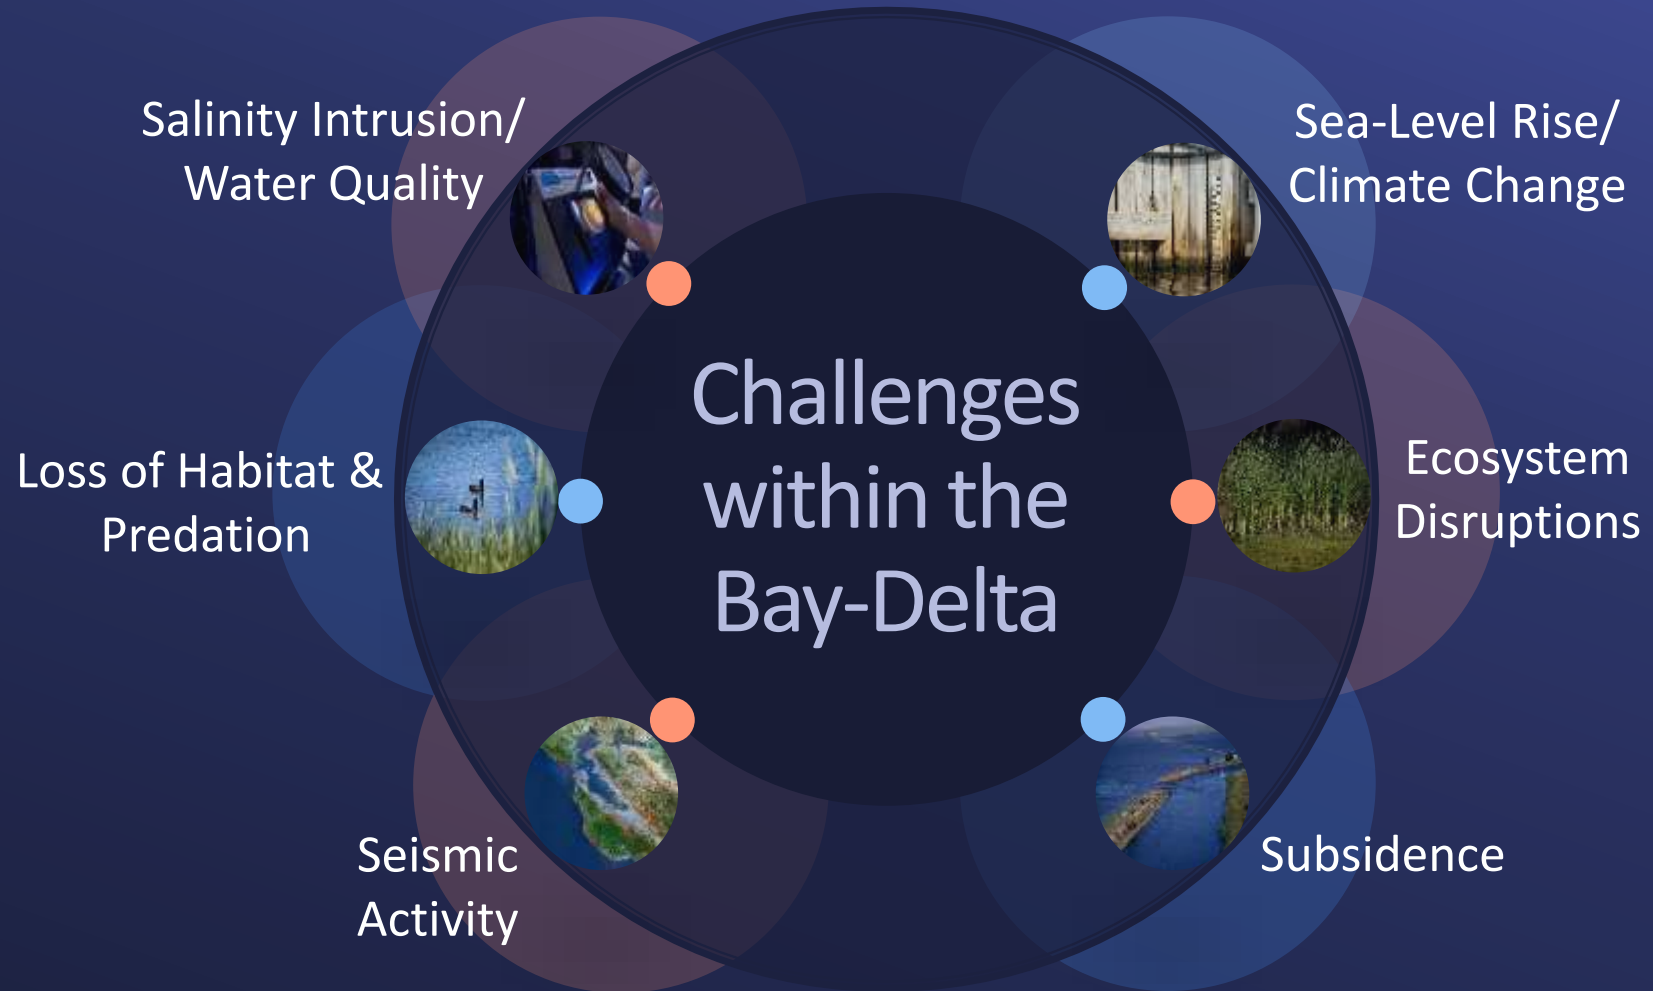 Salinity Intrusion/
Water Quality
Sea-Level Rise/
Climate Change
Challenges
within the
Bay-Delta
Loss of Habitat &
Predation
Ecosystem
Disruptions
Seismic
Activity
Subsidence